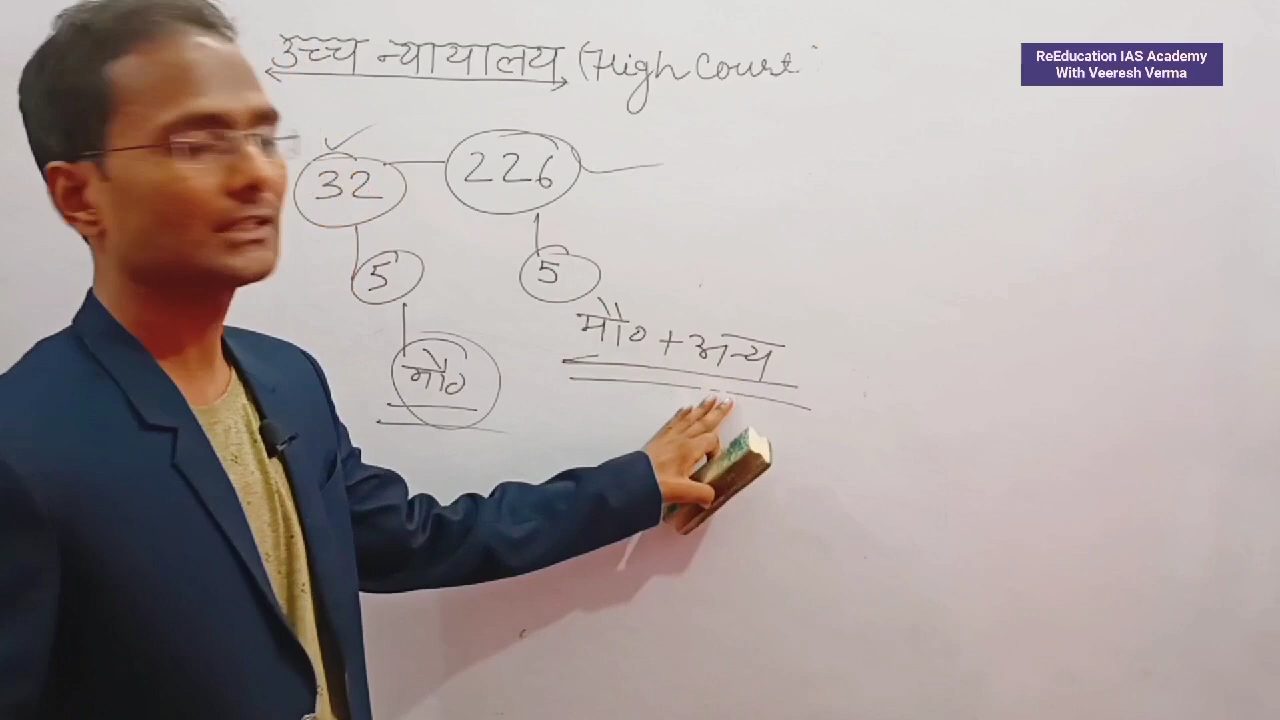 उच्च न्यायालय (High Court
ReEducation IAS Academy
With Veeresh Verma
32 226
5 5
मौ० + अन्य
मौ०